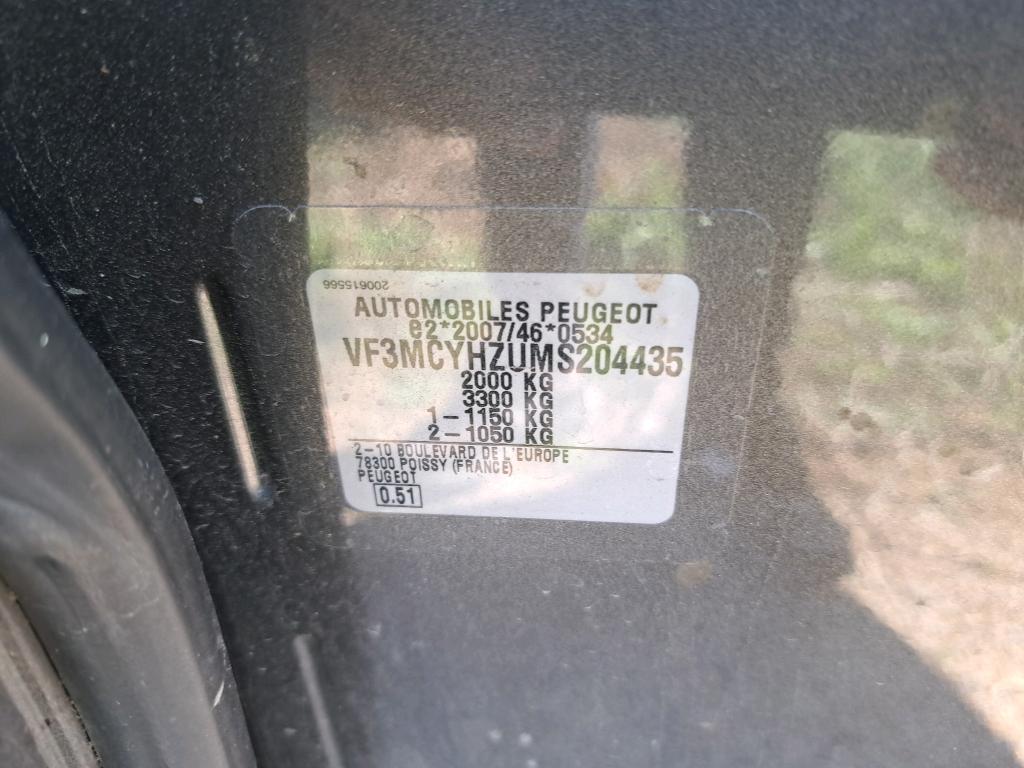 200615566
AUTOMOBILES PEUGEOT
e2*2007/46*0534
VF3MCYHZUMS204435
2000 KG
3300 KG
1-1150 KG
2-1050 KG
2-10 BOULEVARD DE L'EUROPE
78300 POISSY (FRANCE)
PEUGEOT
0.51